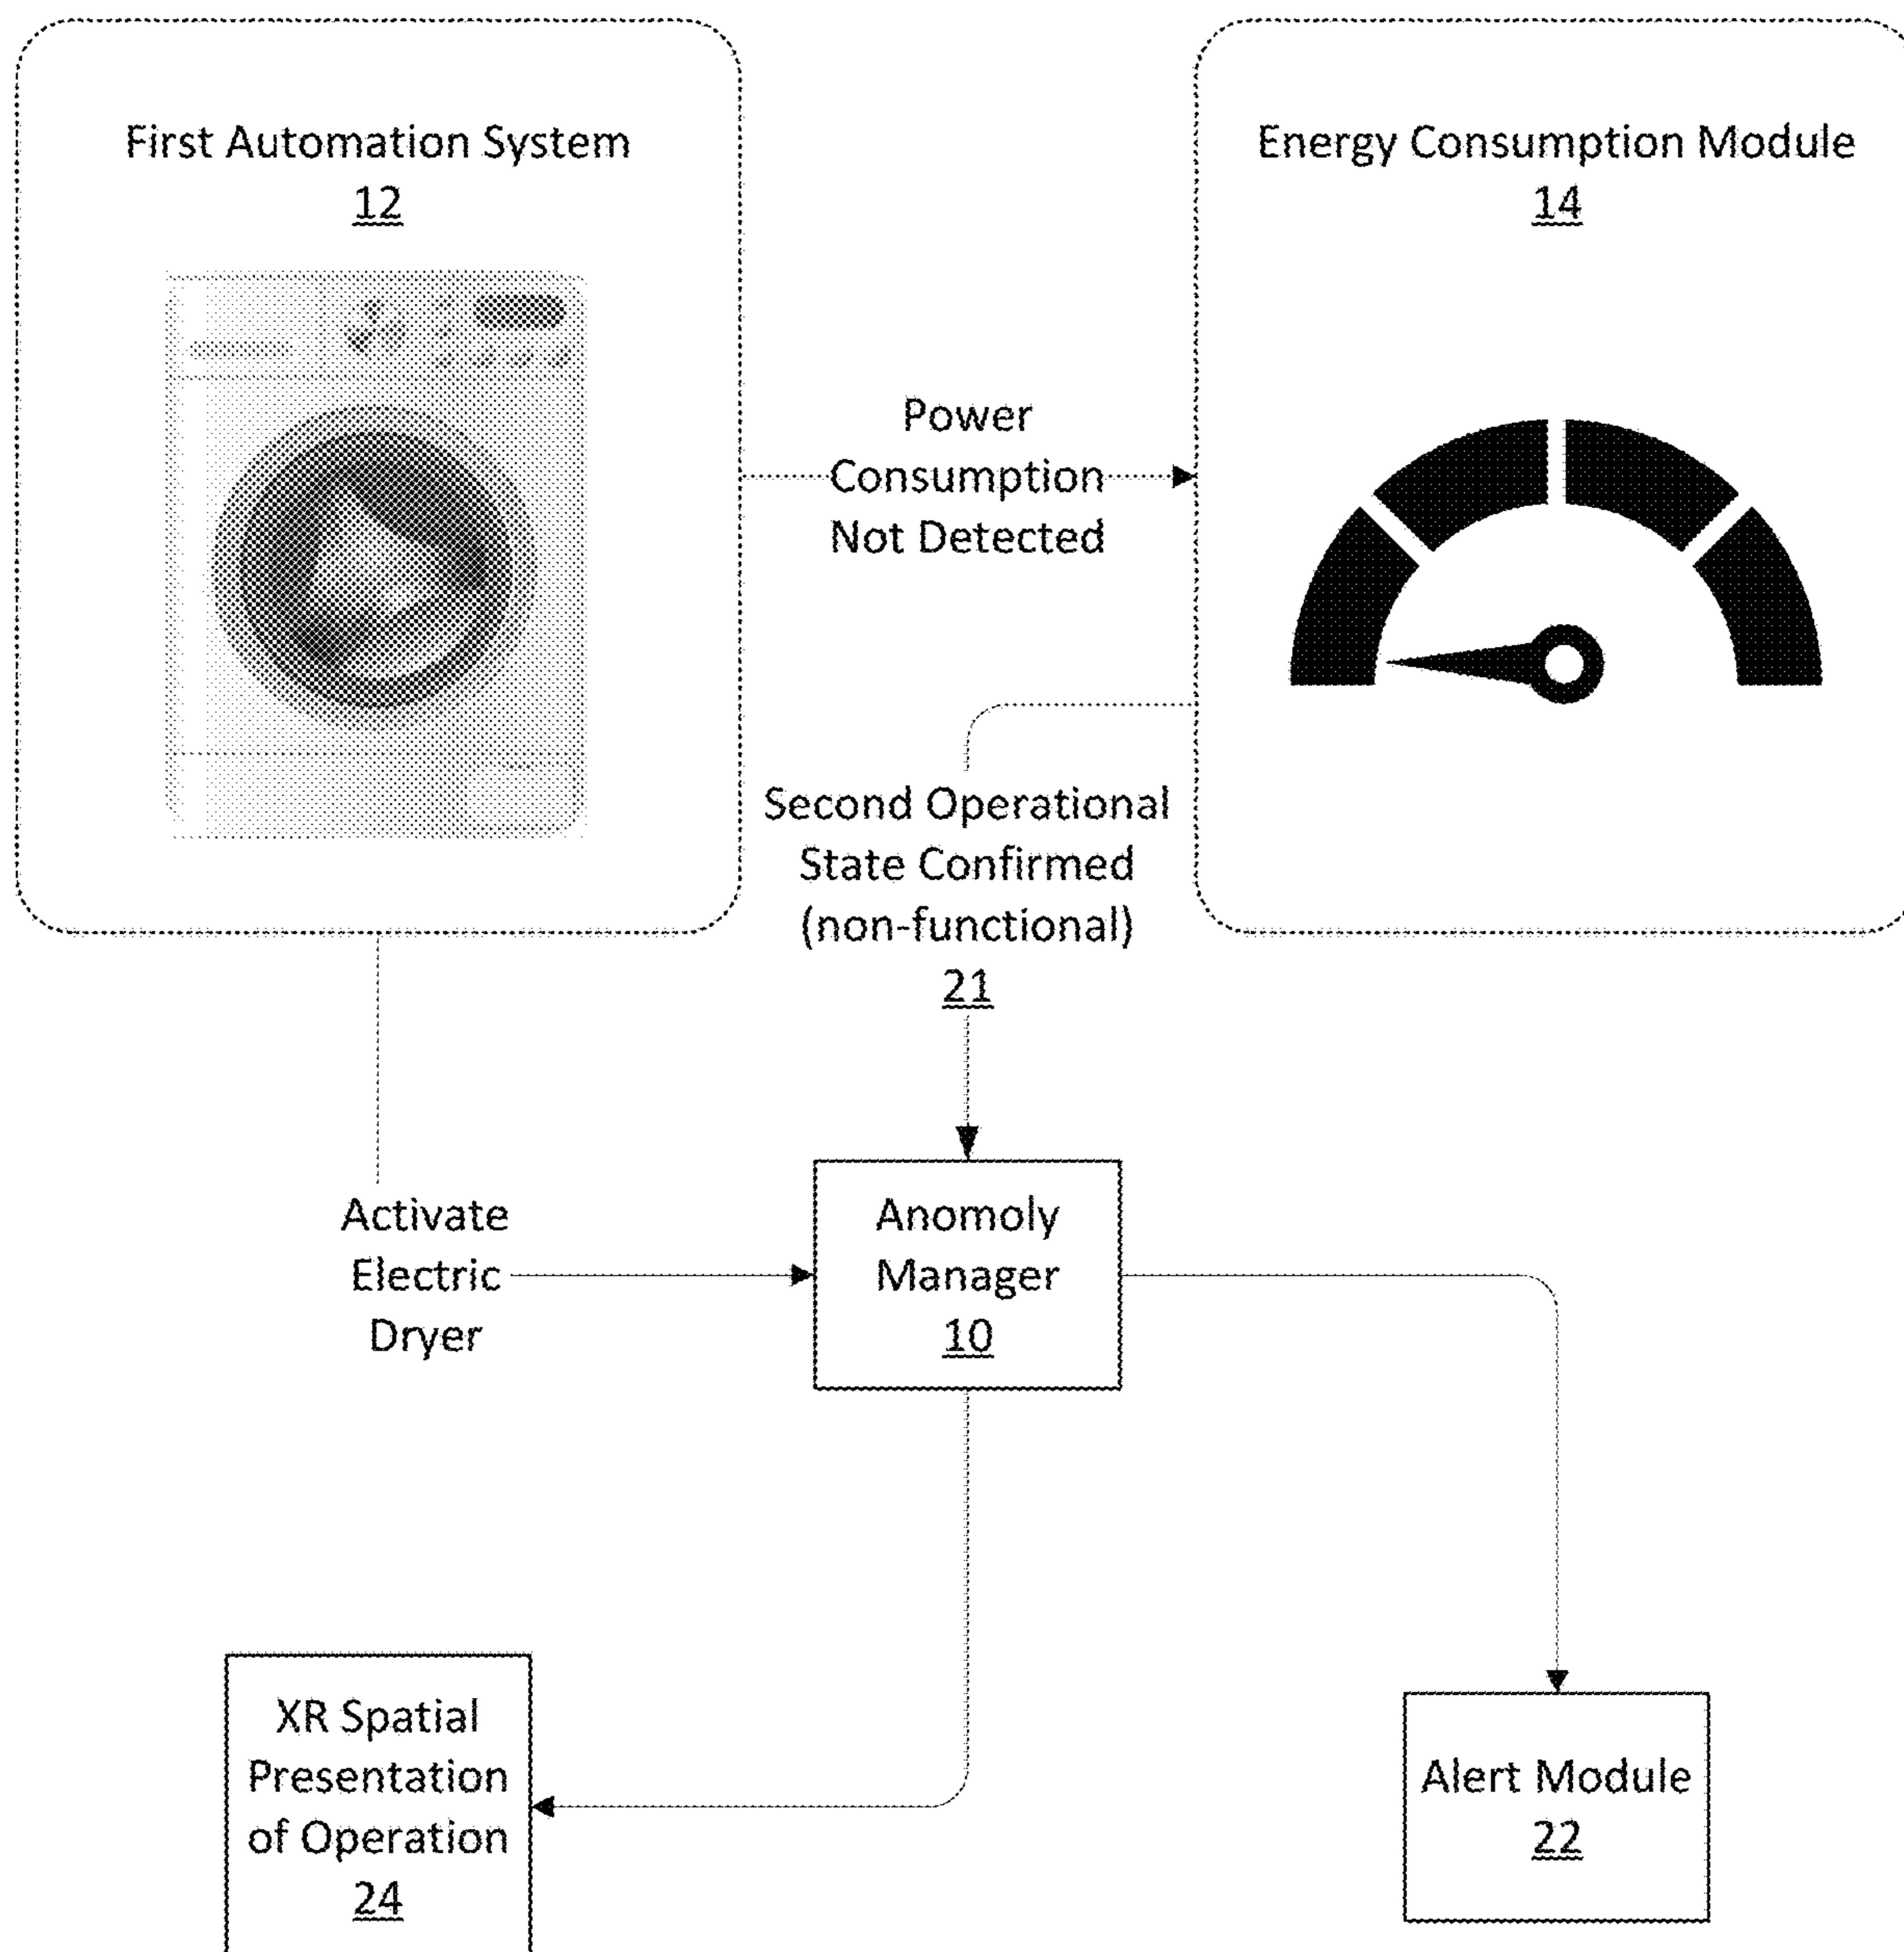 First Automation System
12
Energy Consumption Module
14
Power
Consumption
Not Detected
Second Operational
State Confirmed
(non-functional)
21
Activate
Electric
Dryer
Anomoly
Manager
10
XR Spatial
Presentation
of Operation
24
Alert Module
22